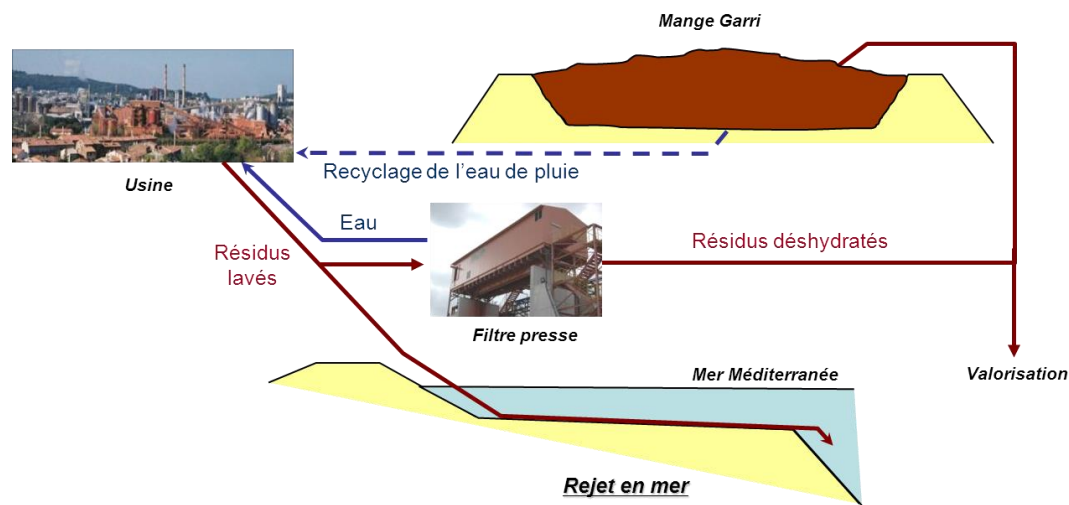 Mange Garri
Usine
Recyclage de l'eau de pluie
Eau
Résidus
lavés
Résidus déshydratés
Filtre presse
Mer Méditerranée
Valorisation
Rejet en mer